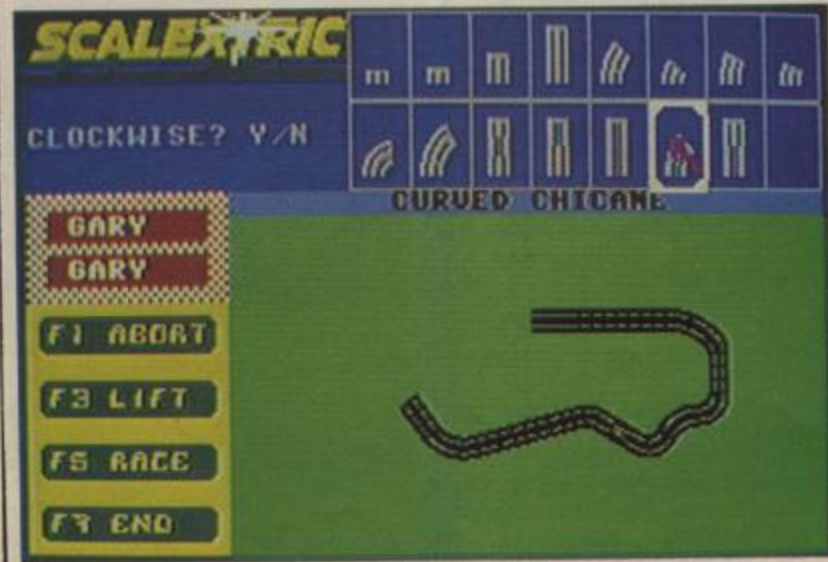 SCALEXTRIC
CLOCKWISE? Y/N
CURVED CHICANE
GARY
GARY
F1 ABORT
F3 LIFT
F5 RACE
F7 END